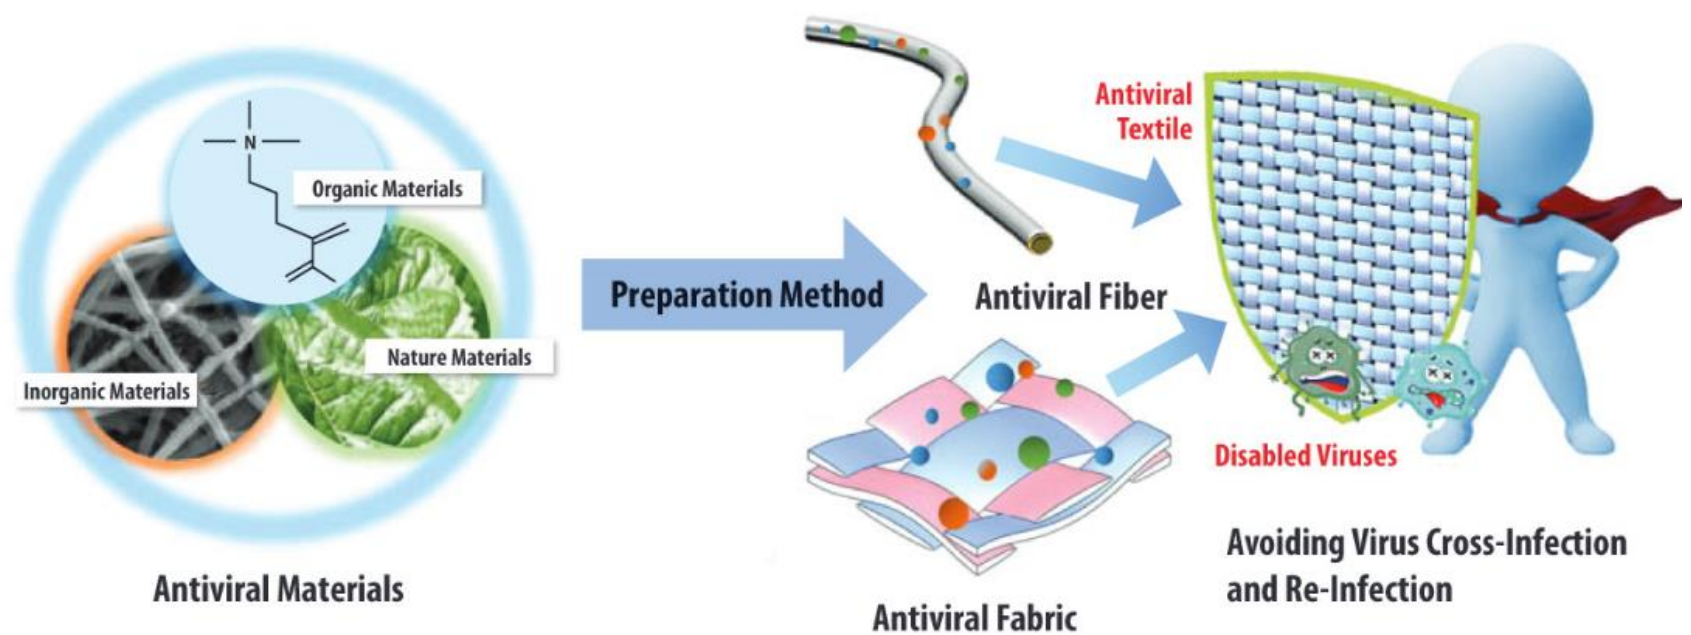 N
Organic Materials
Nature Materials
Inorganic Materials
Antiviral Materials
Preparation Method
Antiviral Fiber
Antiviral Fabric
Antiviral
Textile
Disabled Viruses
Avoiding Virus Cross-Infection
and Re-Infection